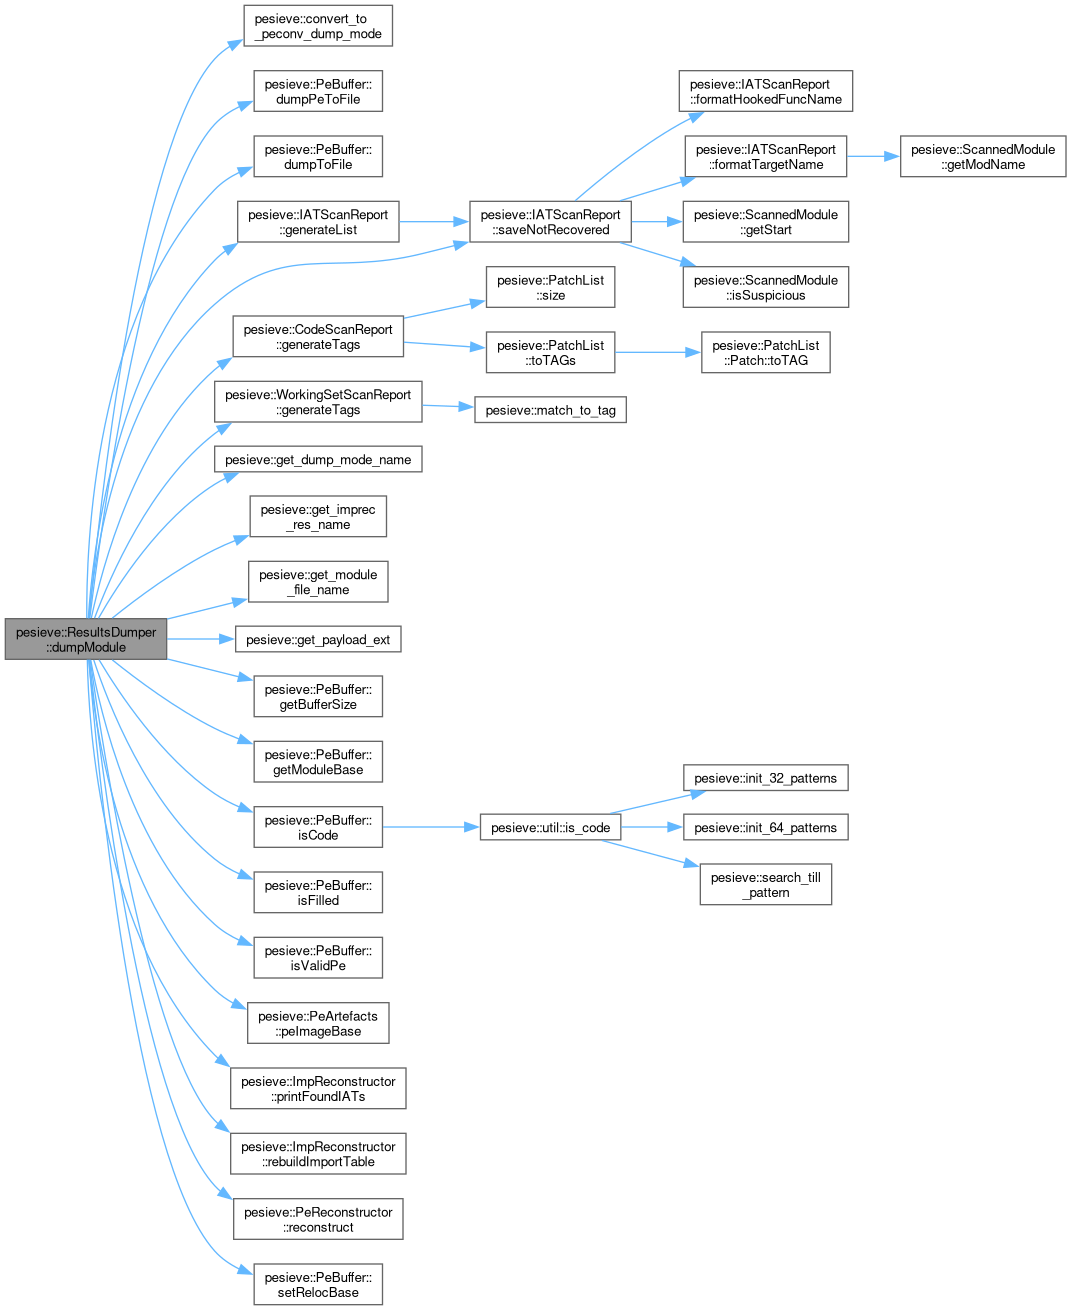 pesieve::convert_to
_peconv_dump_mode
pesieve::PeBuffer::
dumpPeToFile
pesieve::PeBuffer::
dumpToFile
pesieve::IATScanReport
::generateList
pesieve::IATScanReport
::saveNotRecovered
pesieve::IATScanReport
::formatHookedFuncName
pesieve::IATScanReport
::formatTargetName
pesieve::ScannedModule
::getModName
pesieve::ScannedModule
::getStart
pesieve::ScannedModule
::isSuspicious
pesieve::CodeScanReport
::generateTags
pesieve::PatchList
::size
pesieve::PatchList
::toTAGs
pesieve::PatchList
::Patch::toTAG
pesieve::WorkingSetScanReport
::generateTags
pesieve::match_to_tag
pesieve::get_dump_mode_name
pesieve::get_imprec
_res_name
pesieve::get_module
_file_name
pesieve::ResultsDumper
::dumpModule
pesieve::get_payload_ext
pesieve::PeBuffer::
getBufferSize
pesieve::PeBuffer::
getModuleBase
pesieve::PeBuffer::
isCode
pesieve::util::is_code
pesieve::init_32_patterns
pesieve::init_64_patterns
pesieve::search_till
_pattern
pesieve::PeBuffer::
isFilled
pesieve::PeBuffer::
isValidPe
pesieve::PeArtefacts
::peImageBase
pesieve::ImpReconstructor
::printFoundIATs
pesieve::ImpReconstructor
::rebuildImportTable
pesieve::PeReconstructor
::reconstruct
pesieve::PeBuffer::
setRelocBase